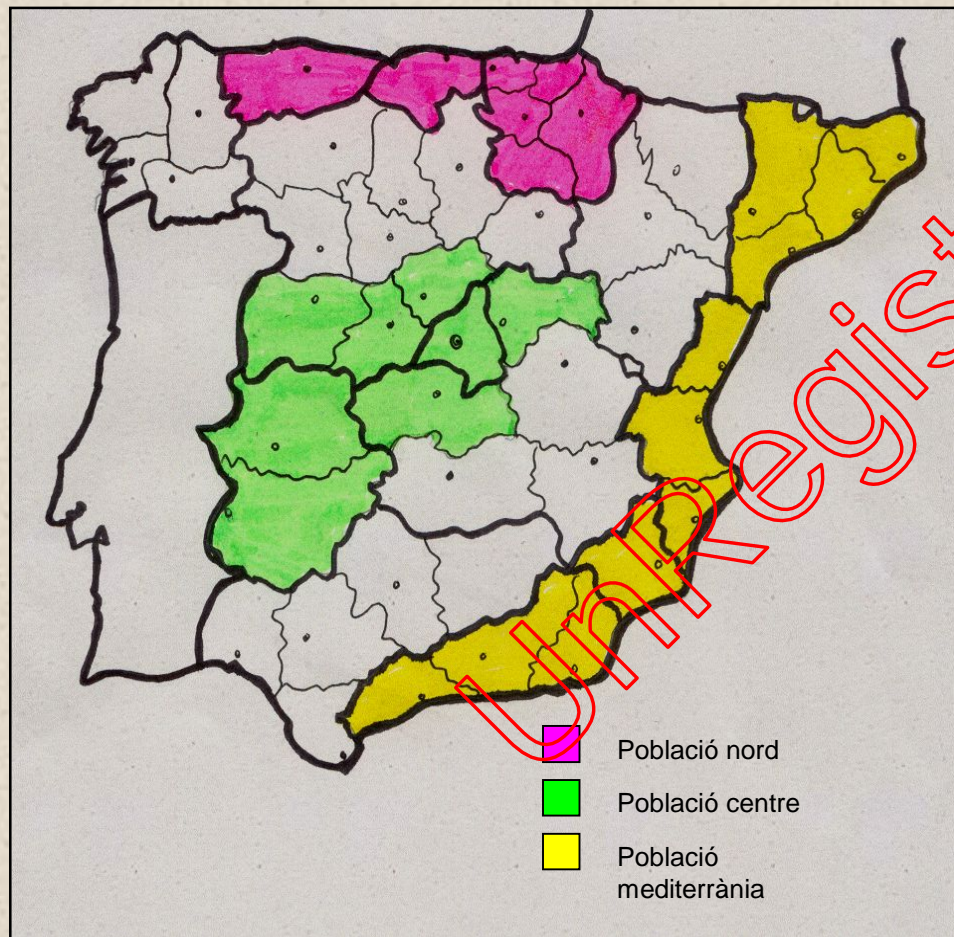 Població nord
Població centre
Població
mediterrània
UnRegist